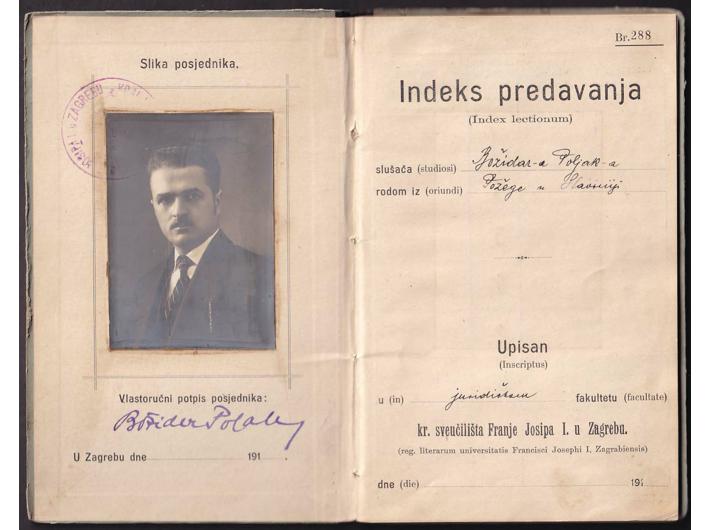 Slika posjednika.
Vlastoručni potpis posjednika:
Božidar Poljak
U Zagrebu dne 191 .
Br. 288
Indeks predavanja
(Index lectionum)
slušača (studiosi) Božidar-a Poljak-a
rodom iz (oriundi) Požege u Slavoniji
Upisan
(Inscriptus)
u (in) juridičkom fakultetu (facultate)
kr. sveučilišta Franje Josipa I. u Zagrebu.
(reg. literarum universitatis Francisci Josephi I, Zagrabiensis)
dne (die) 191